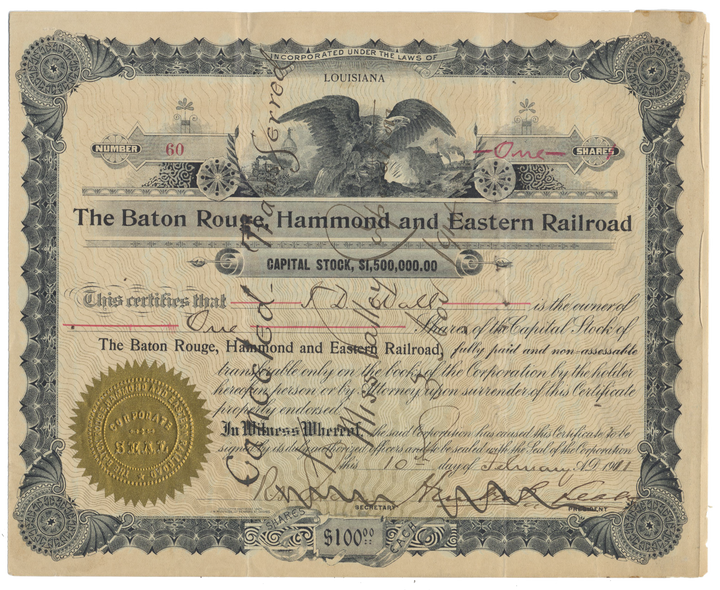 INCORPORATED UNDER THE LAWS OF
LOUISIANA
NUMBER 60 One SHARES
The Baton Rouge, Hammond and Eastern Railroad
CAPITAL STOCK, $1,500,000.00
This certifies that is the owner of
One Shares of the Capital Stock of
The Baton Rouge, Hammond and Eastern Railroad, fully paid and non-assessable
transferable only on the books of the Corporation by the holder
hereof in person or by Attorney upon surrender of this Certificate
properly endorsed.
In Witness Whereof, the said Corporation has caused this Certificate to be
signed by its duly authorized officers and to be sealed with the Seal of the Corporation
this 10th day of February A.D. 1911
SECRETARY PRESIDENT
SHARES $100.00 EACH
CORPORATE
SEAL
Canceled